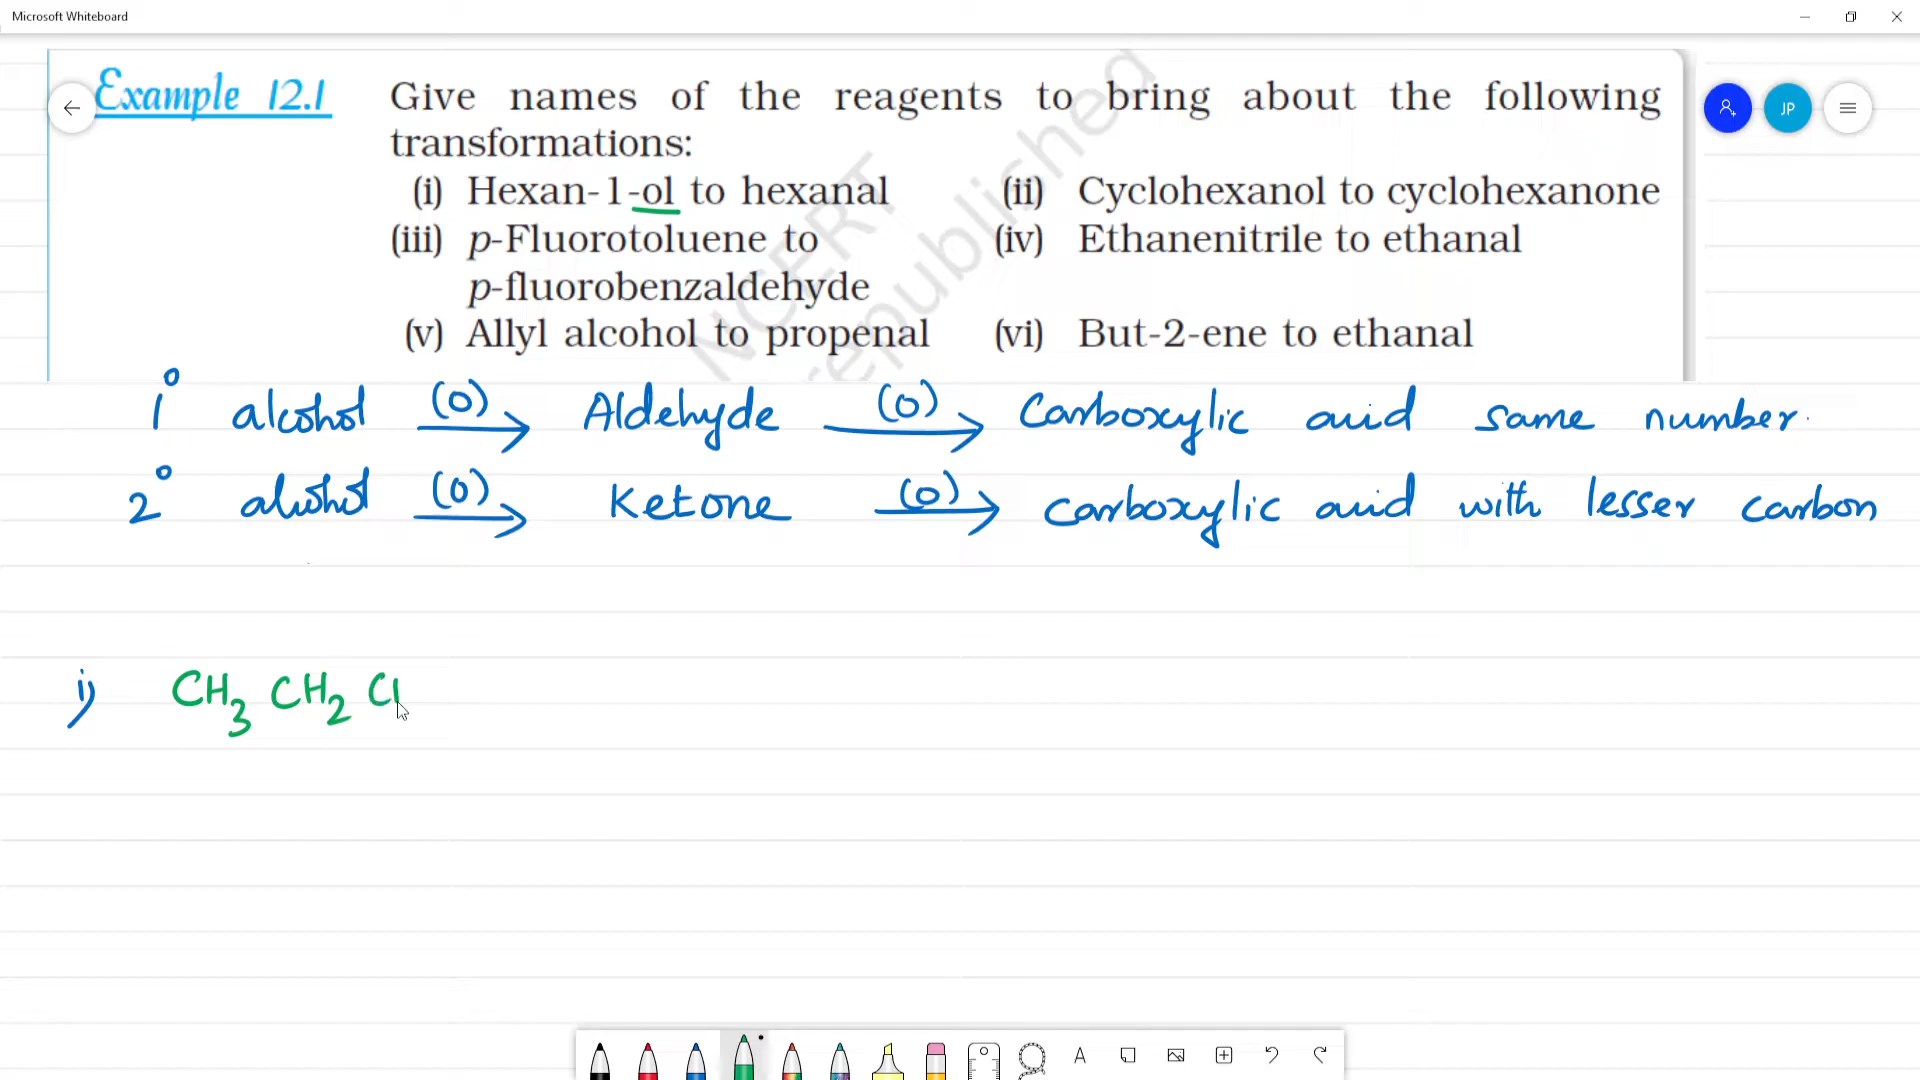 Microsoft Whiteboard
Example 12.1 Give names of the reagents to bring about the following
transformations:
(i) Hexan-1-ol to hexanal (ii) Cyclohexanol to cyclohexanone
(iii) p-Fluorotoluene to (iv) Ethanenitrile to ethanal
p-fluorobenzaldehyde
(v) Allyl alcohol to propenal (vi) But-2-ene to ethanal
NCERT
republished
JP
1° alcohol (O)→ Aldehyde (O)→ Carboxylic acid same number.
2° alcohol (O)→ Ketone (O)→ carboxylic acid with lesser carbon
i) CH3 CH2 Cl
A